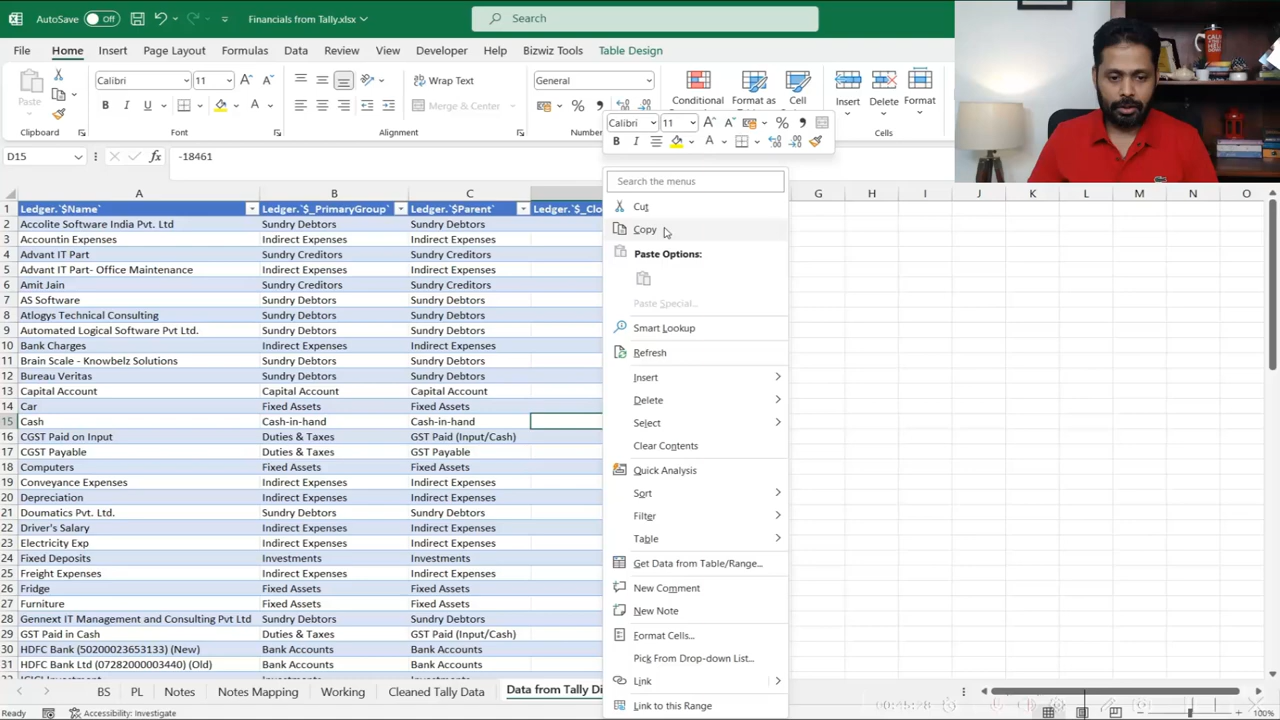 AutoSave Off Financials from Tally.xlsx Search
File Home Insert Page Layout Formulas Data Review View Developer Help Bizwiz Tools Table Design
Paste Calibri 11 Wrap Text General Conditional Format as Cell Insert Delete Format
Merge & Center
Clipboard Font Alignment Cells
Calibri 11
D15 fx -18461
A B C G H I J K L M N O
Search the menus
Cut
Copy
Paste Options:
Paste Special...
Smart Lookup
Refresh
Insert
Delete
Select
Clear Contents
Quick Analysis
Sort
Filter
Table
Get Data from Table/Range...
New Comment
New Note
Format Cells...
Pick From Drop-down List...
Link
Link to this Range
1 Ledger.`$Name` Ledger.`$_PrimaryGroup` Ledger.`$Parent`
2 Accolite Software India Pvt. Ltd Sundry Debtors Sundry Debtors
3 Accountin Expenses Indirect Expenses Indirect Expenses
4 Advant IT Part Sundry Creditors Sundry Creditors
5 Advant IT Part- Office Maintenance Indirect Expenses Indirect Expenses
6 Amit Jain Sundry Creditors Sundry Creditors
7 AS Software Sundry Debtors Sundry Debtors
8 Atlogys Technical Consulting Sundry Debtors Sundry Debtors
9 Automated Logical Software Pvt Ltd. Sundry Debtors Sundry Debtors
10 Bank Charges Indirect Expenses Indirect Expenses
11 Brain Scale - Knowbelz Solutions Sundry Debtors Sundry Debtors
12 Bureau Veritas Sundry Debtors Sundry Debtors
13 Capital Account Capital Account Capital Account
14 Car Fixed Assets Fixed Assets
15 Cash Cash-in-hand Cash-in-hand
16 CGST Paid on Input Duties & Taxes GST Paid (Input/Cash)
17 CGST Payable Duties & Taxes GST Payable
18 Computers Fixed Assets Fixed Assets
19 Conveyance Expenses Indirect Expenses Indirect Expenses
20 Depreciation Indirect Expenses Indirect Expenses
21 Doumatics Pvt. Ltd. Sundry Debtors Sundry Debtors
22 Driver's Salary Indirect Expenses Indirect Expenses
23 Electricity Exp Indirect Expenses Indirect Expenses
24 Fixed Deposits Investments Investments
25 Freight Expenses Indirect Expenses Indirect Expenses
26 Fridge Fixed Assets Fixed Assets
27 Furniture Fixed Assets Fixed Assets
28 Gennext IT Management and Consulting Pvt Ltd Sundry Debtors Sundry Debtors
29 GST Paid in Cash Duties & Taxes GST Paid (Input/Cash)
30 HDFC Bank (50200023653133) (New) Bank Accounts Bank Accounts
31 HDFC Bank Ltd (07282000003440) (Old) Bank Accounts Bank Accounts
BS PL Notes Notes Mapping Working Cleaned Tally Data Data from Tally
Ready Accessibility: Investigate 100%